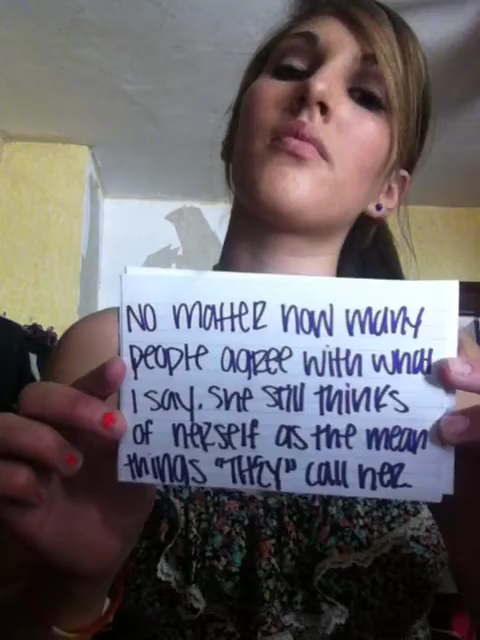 NO MATTER HOW MANY
PEOPLE AGREE WITH WHAT
I SAY. SHE STILL THINKS
OF HERSELF AS THE MEAN
THINGS "THEY" CALL HER